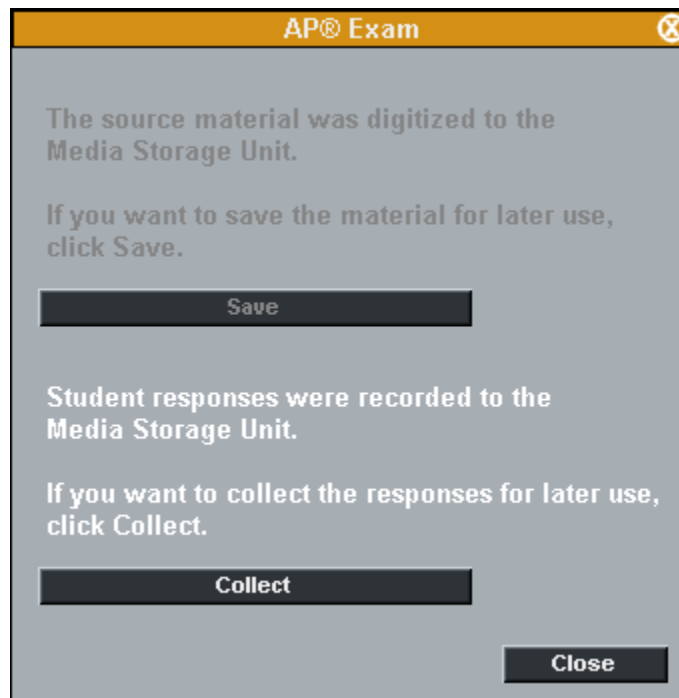 AP® Exam
The source material was digitized to the
Media Storage Unit.
If you want to save the material for later use,
click Save.
Save
Student responses were recorded to the
Media Storage Unit.
If you want to collect the responses for later use,
click Collect.
Collect
Close